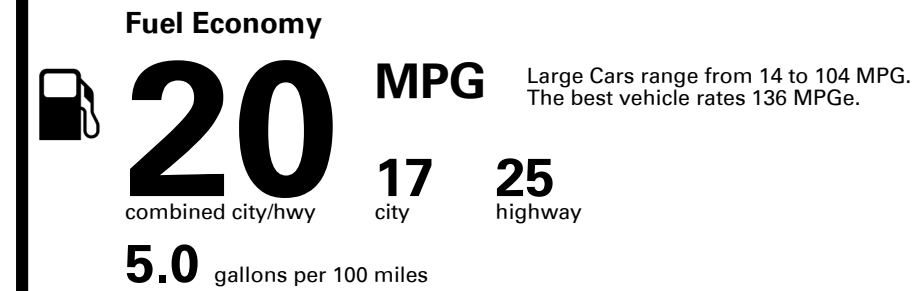 Fuel Economy
20
MPG
Large Cars range from 14 to 104 MPG.
The best vehicle rates 136 MPGe.
combined city/hwy
17
city
25
highway
5.0 gallons per 100 miles